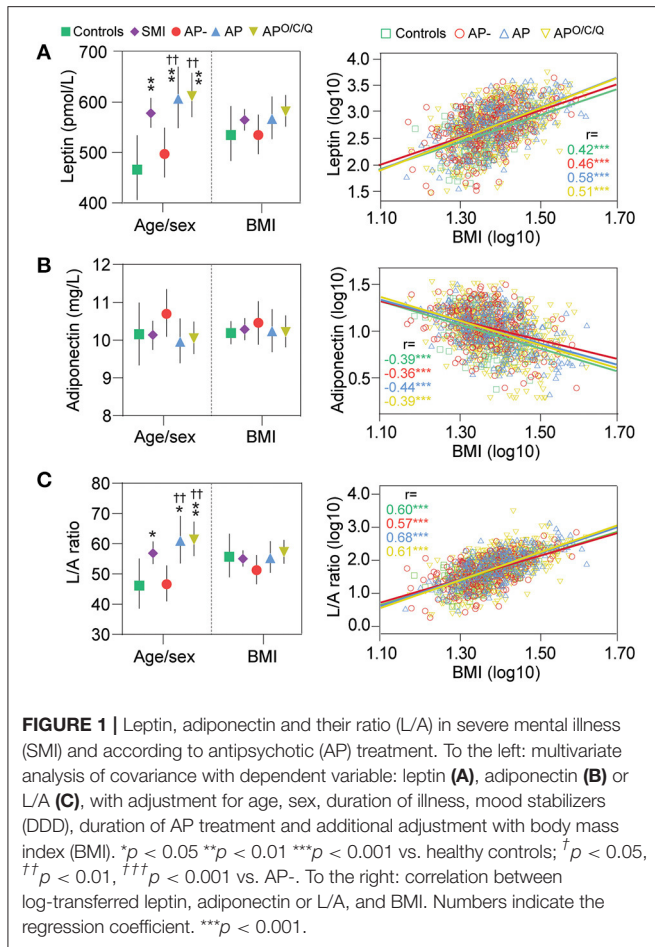 Controls SMI AP- AP AP^O/C/Q
Controls AP- AP AP^O/C/Q
A
Leptin (pmol/L)
700
600
500
400
** †† ** †† **
Age/sex BMI
Leptin (log10)
4.0
3.5
3.0
2.5
2.0
1.5
r=
0.42***
0.46***
0.58***
0.51***
1.10 1.30 1.50 1.70
BMI (log10)
B
Adiponectin (mg/L)
12
11
10
9
8
Age/sex BMI
Adiponectin (log10)
1.5
1.0
0.5
r=
-0.39***
-0.36***
-0.44***
-0.39***
1.10 1.30 1.50 1.70
BMI (log10)
C
L/A ratio
80
70
60
50
40
30
* †† * †† **
Age/sex BMI
L/A ratio (log10)
4.0
3.0
2.0
1.0
0.0
r=
0.60***
0.57***
0.68***
0.61***
1.10 1.30 1.50 1.70
BMI (log10)
FIGURE 1 | Leptin, adiponectin and their ratio (L/A) in severe mental illness
(SMI) and according to antipsychotic (AP) treatment. To the left: multivariate
analysis of covariance with dependent variable: leptin (A), adiponectin (B) or
L/A (C), with adjustment for age, sex, duration of illness, mood stabilizers
(DDD), duration of AP treatment and additional adjustment with body mass
index (BMI). *p < 0.05 **p < 0.01 ***p < 0.001 vs. healthy controls; †p < 0.05,
††p < 0.01, †††p < 0.001 vs. AP-. To the right: correlation between
log-transferred leptin, adiponectin or L/A, and BMI. Numbers indicate the
regression coefficient. ***p < 0.001.